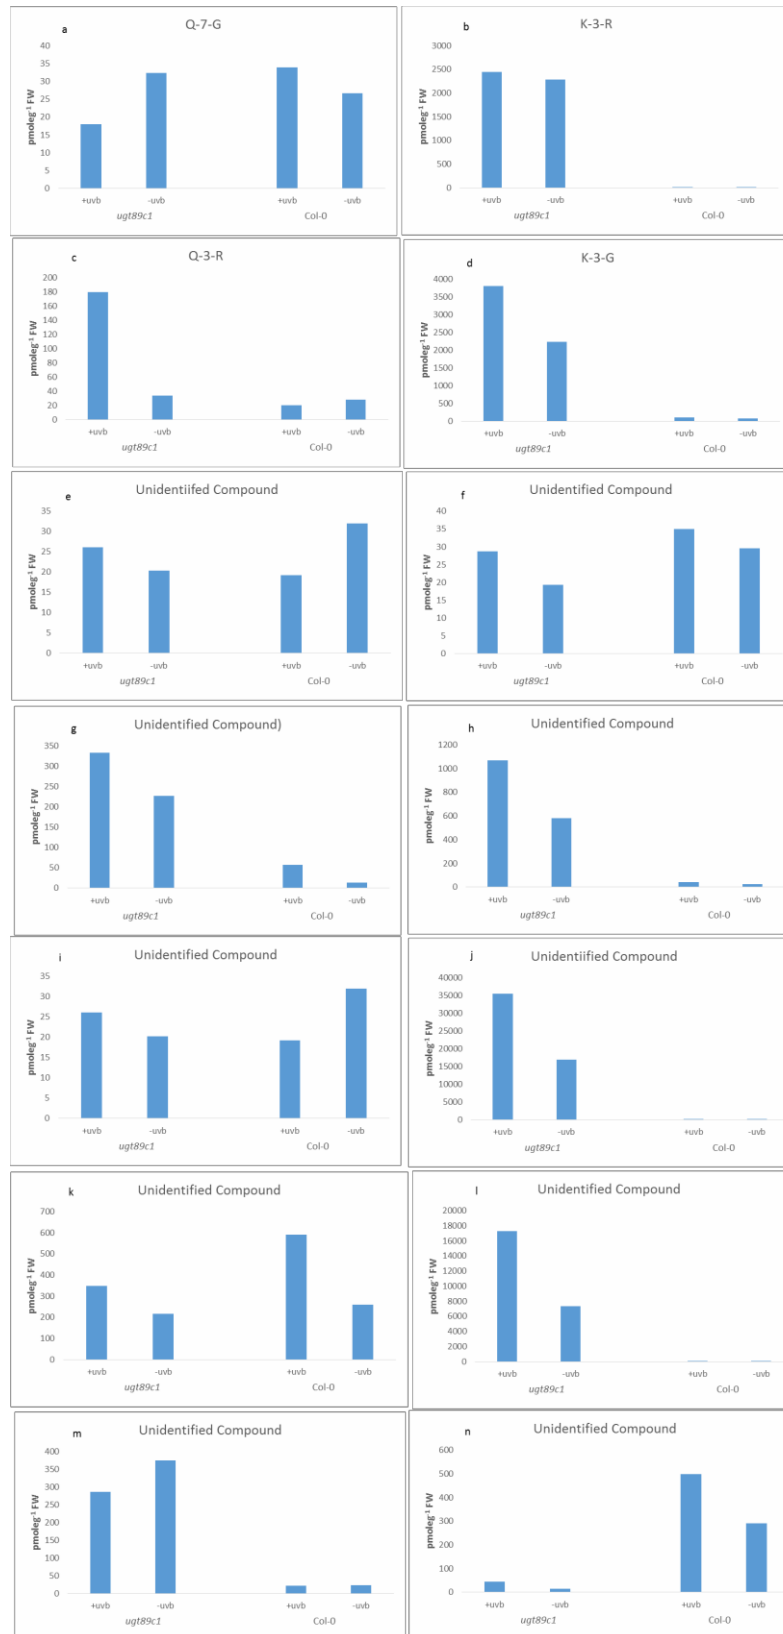 a
Q-7-G
pmoleg⁻¹ FW
40
35
30
25
20
15
10
5
0
+uvb
-uvb
+uvb
-uvb
ugt89c1
Col-0
b
K-3-R
pmoleg⁻¹ FW
3000
2500
2000
1500
1000
500
0
+uvb
-uvb
+uvb
-uvb
ugt89c1
Col-0
c
Q-3-R
pmoleg⁻¹ FW
200
180
160
140
120
100
80
60
40
20
0
+uvb
-uvb
+uvb
-uvb
ugt89c1
Col-0
d
K-3-G
pmoleg⁻¹ FW
4000
3500
3000
2500
2000
1500
1000
500
0
+uvb
-uvb
+uvb
-uvb
ugt89c1
Col-0
e
Unidentiifed Compound
pmoleg⁻¹ FW
35
30
25
20
15
10
5
0
+uvb
-uvb
+uvb
-uvb
ugt89c1
Col-0
f
Unidentified Compound
pmoleg⁻¹ FW
40
35
30
25
20
15
10
5
0
+uvb
-uvb
+uvb
-uvb
ugt89c1
Col-0
g
Unidentified Compound)
pmoleg⁻¹ FW
350
300
250
200
150
100
50
0
+uvb
-uvb
+uvb
-uvb
ugt89c1
Col-0
h
Unidentified Compound
pmoleg⁻¹ FW
1200
1000
800
600
400
200
0
+uvb
-uvb
+uvb
-uvb
ugt89c1
Col-0
i
Unidentified Compound
pmoleg⁻¹ FW
35
30
25
20
15
10
5
0
+uvb
-uvb
+uvb
-uvb
ugt89c1
Col-0
j
Unidentiified Compound
pmoleg⁻¹ FW
40000
35000
30000
25000
20000
15000
10000
5000
0
+uvb
-uvb
+uvb
-uvb
ugt89c1
Col-0
k
Unidentified Compound
pmoleg⁻¹ FW
700
600
500
400
300
200
100
0
+uvb
-uvb
+uvb
-uvb
ugt89c1
Col-0
l
Unidentified Compound
pmoleg⁻¹ FW
20000
18000
16000
14000
12000
10000
8000
6000
4000
2000
0
+uvb
-uvb
+uvb
-uvb
ugt89c1
Col-0
m
Unidentified Compound
pmoleg⁻¹ FW
400
350
300
250
200
150
100
50
0
+uvb
-uvb
+uvb
-uvb
ugt89c1
Col-0
n
Unidentified Compound
pmoleg⁻¹ FW
600
500
400
300
200
100
0
+uvb
-uvb
+uvb
-uvb
ugt89c1
Col-0